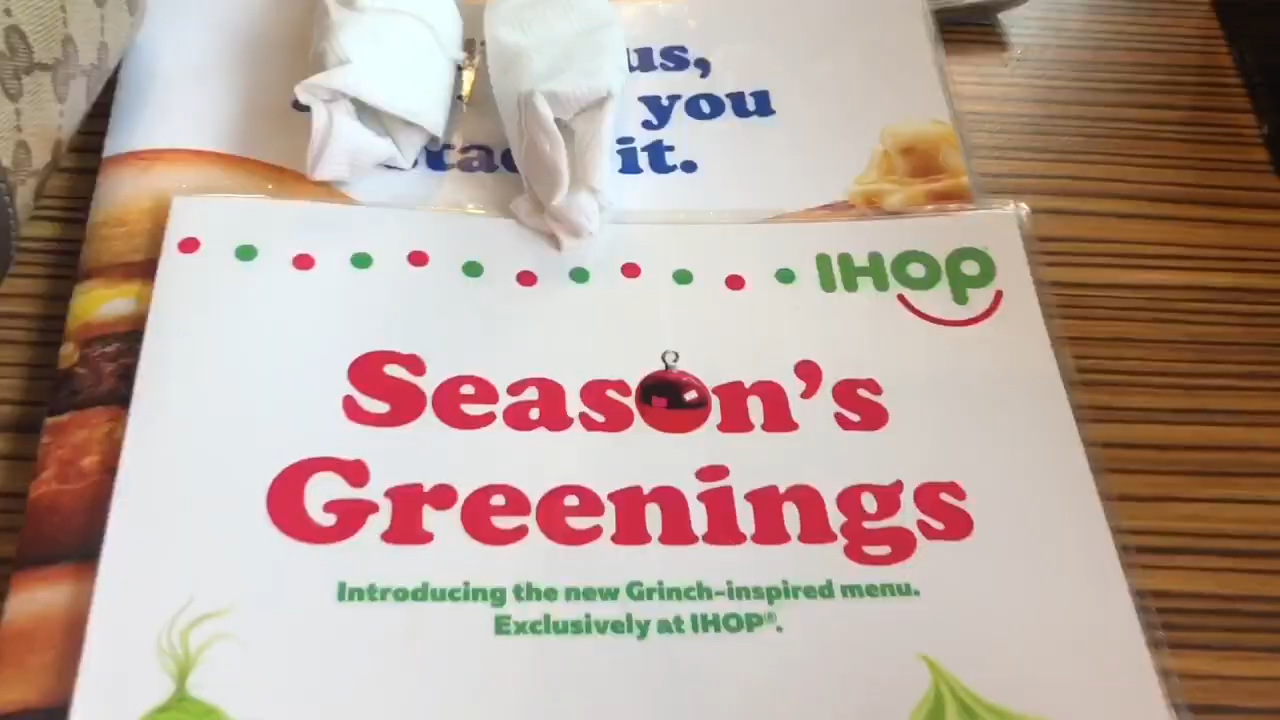 us,
you
it.
IHOP
Season's
Greenings
Introducing the new Grinch-inspired menu.
Exclusively at IHOP®.